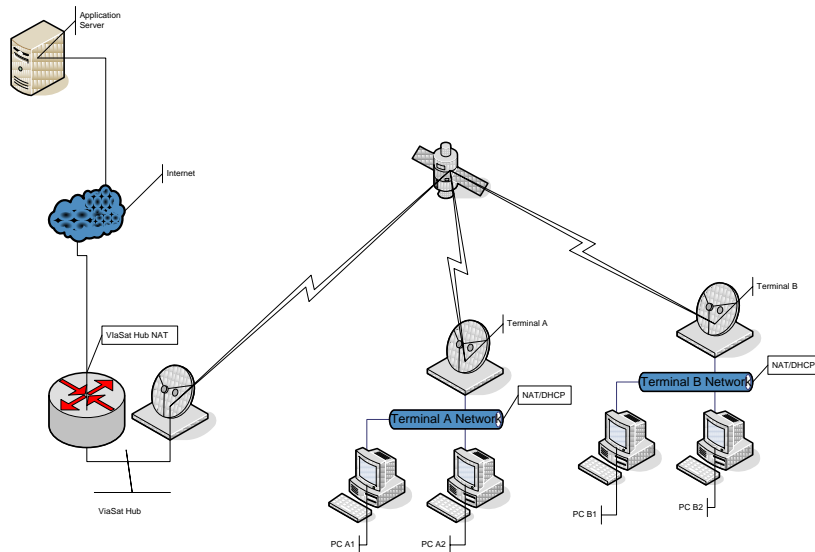 Application
Server
Internet
VIaSat Hub NAT
ViaSat Hub
Terminal A
Terminal B
NAT/DHCP
Terminal A Network
NAT/DHCP
Terminal B Network
PC A1
PC A2
PC B1
PC B2